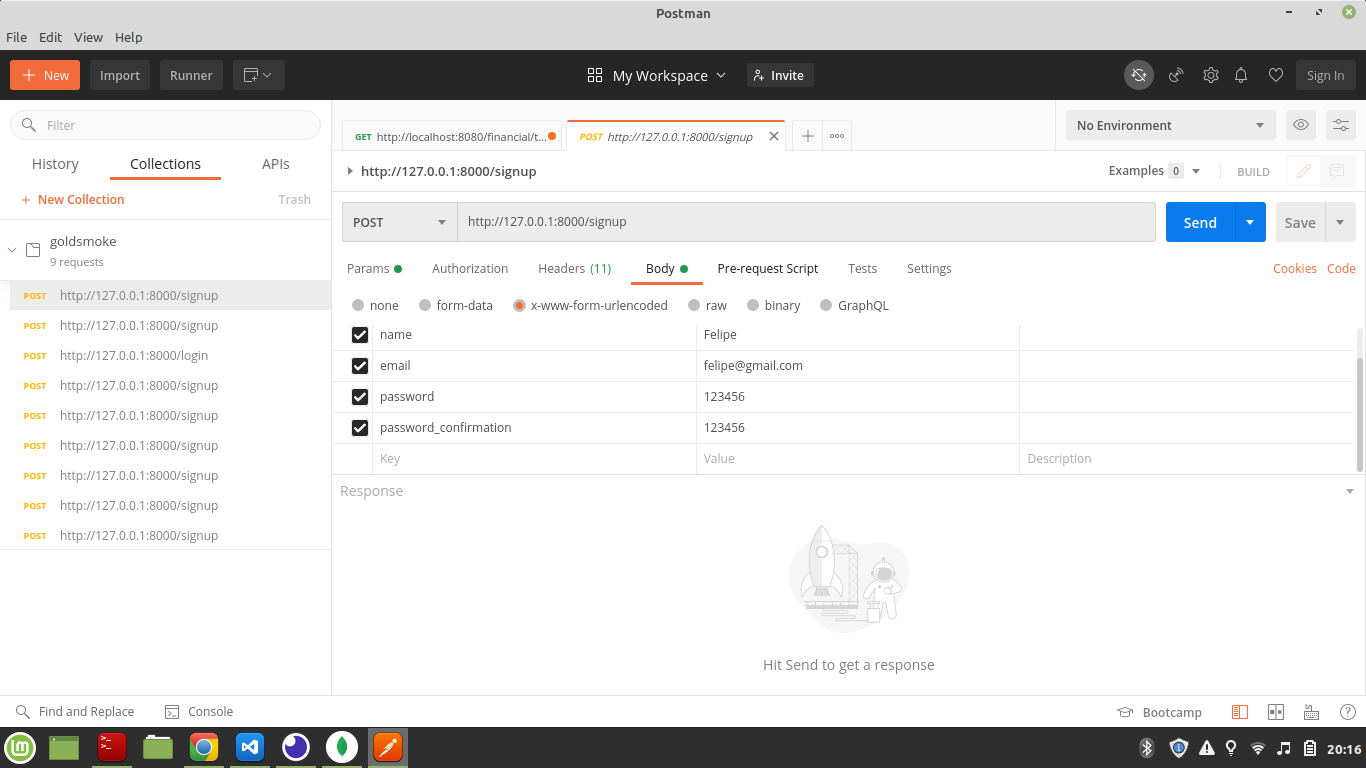 Postman
File Edit View Help
New Import Runner My Workspace Invite Sign In
Filter
History Collections APIs
New Collection Trash
goldsmoke
9 requests
POST http://127.0.0.1:8000/signup
POST http://127.0.0.1:8000/signup
POST http://127.0.0.1:8000/login
POST http://127.0.0.1:8000/signup
POST http://127.0.0.1:8000/signup
POST http://127.0.0.1:8000/signup
POST http://127.0.0.1:8000/signup
POST http://127.0.0.1:8000/signup
POST http://127.0.0.1:8000/signup
GET http://localhost:8080/financial/t... POST http://127.0.0.1:8000/signup No Environment
http://127.0.0.1:8000/signup Examples 0 BUILD
POST http://127.0.0.1:8000/signup Send Save
Params Authorization Headers (11) Body Pre-request Script Tests Settings Cookies Code
none form-data x-www-form-urlencoded raw binary GraphQL
name Felipe
email felipe@gmail.com
password 123456
password_confirmation 123456
Key Value Description
Response
Hit Send to get a response
Find and Replace Console Bootcamp
20:16